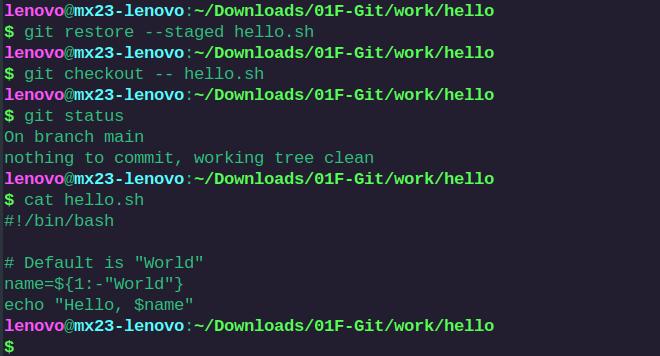 lenovo@mx23-lenovo:~/Downloads/01F-Git/work/hello
$ git restore --staged hello.sh
lenovo@mx23-lenovo:~/Downloads/01F-Git/work/hello
$ git checkout -- hello.sh
lenovo@mx23-lenovo:~/Downloads/01F-Git/work/hello
$ git status
On branch main
nothing to commit, working tree clean
lenovo@mx23-lenovo:~/Downloads/01F-Git/work/hello
$ cat hello.sh
#!/bin/bash

# Default is "World"
name=${1:-"World"}
echo "Hello, $name"
lenovo@mx23-lenovo:~/Downloads/01F-Git/work/hello
$